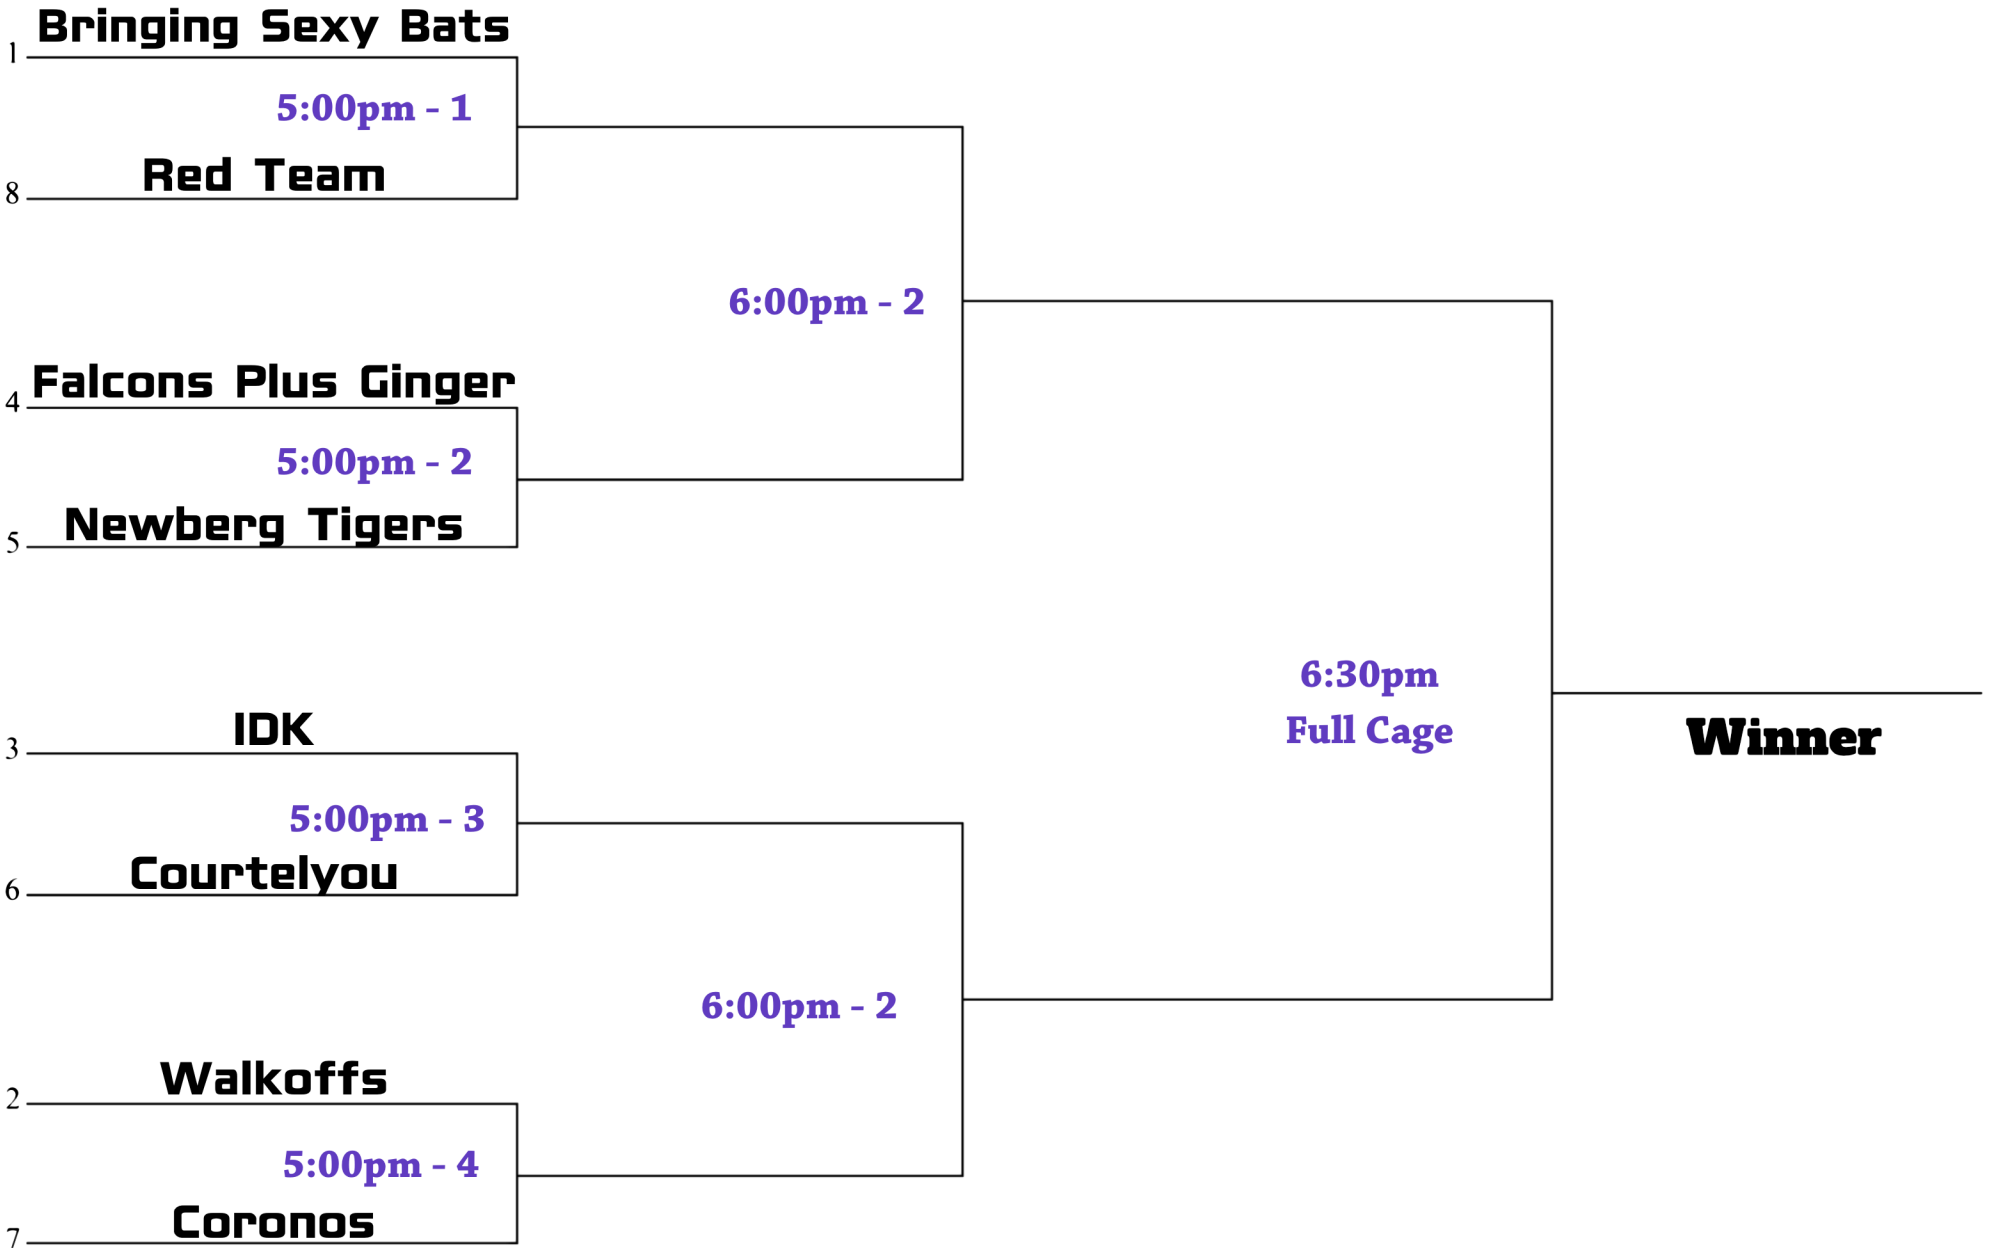 Bringing Sexy Bats
1
5:00pm - 1
Red Team
8
6:00pm - 2
Falcons Plus Ginger
4
5:00pm - 2
Newberg Tigers
5
6:30pm
Full Cage
Winner
IDK
3
5:00pm - 3
Courtelyou
6
6:00pm - 2
Walkoffs
2
5:00pm - 4
Coronos
7